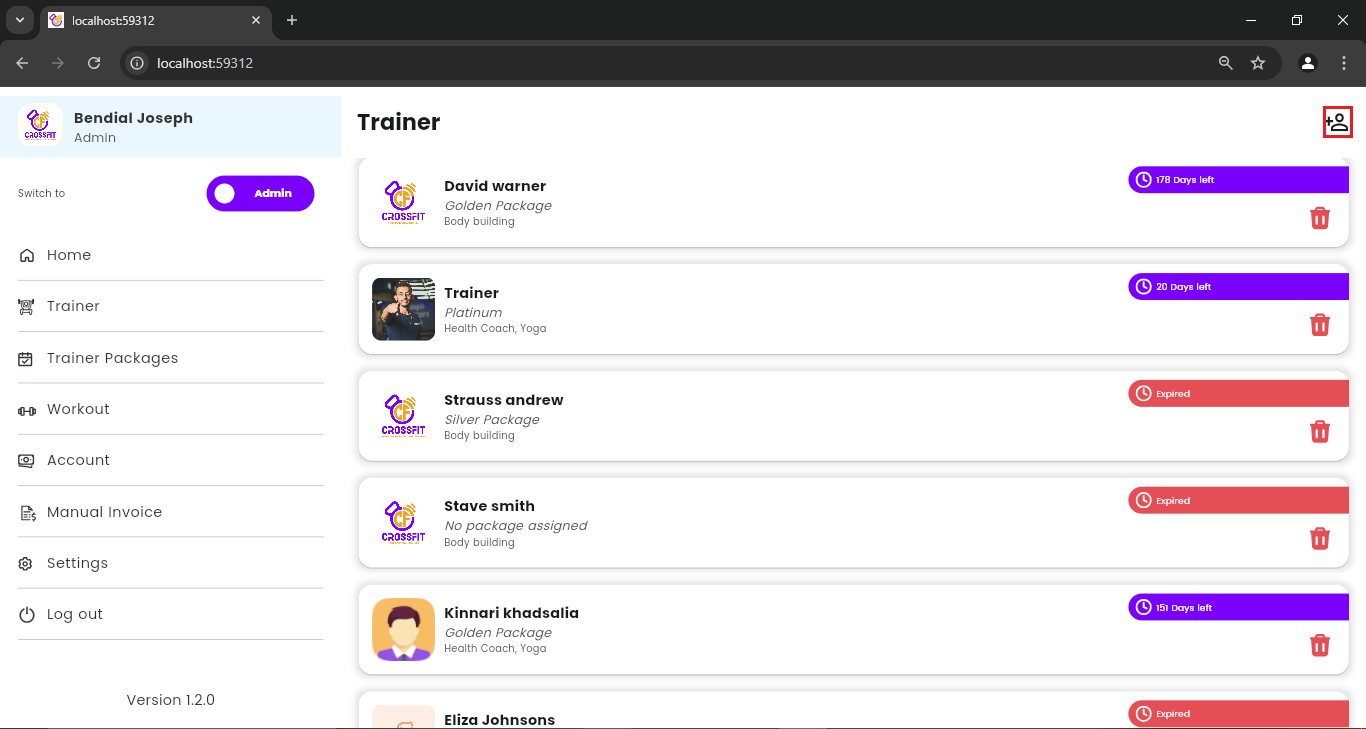 localhost:59312
localhost:59312
Bendial Joseph
Admin
Switch to
Admin
Home
Trainer
Trainer Packages
Workout
Account
Manual Invoice
Settings
Log out
Version 1.2.0
Trainer
CROSSFIT
David warner
Golden Package
Body building
178 Days left
Trainer
Platinum
Health Coach, Yoga
20 Days left
CROSSFIT
Strauss andrew
Silver Package
Body building
Expired
CROSSFIT
Stave smith
No package assigned
Body building
Expired
Kinnari khadsalia
Golden Package
Health Coach, Yoga
151 Days left
Eliza Johnsons
Expired